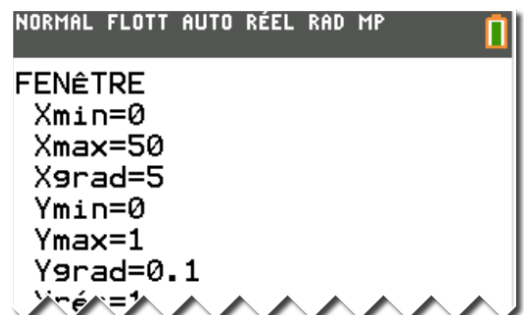 NORMAL FLOTT AUTO RÉEL RAD MP
FENêTRE
Xmin=0
Xmax=50
Xgrad=5
Ymin=0
Ymax=1
Ygrad=0.1